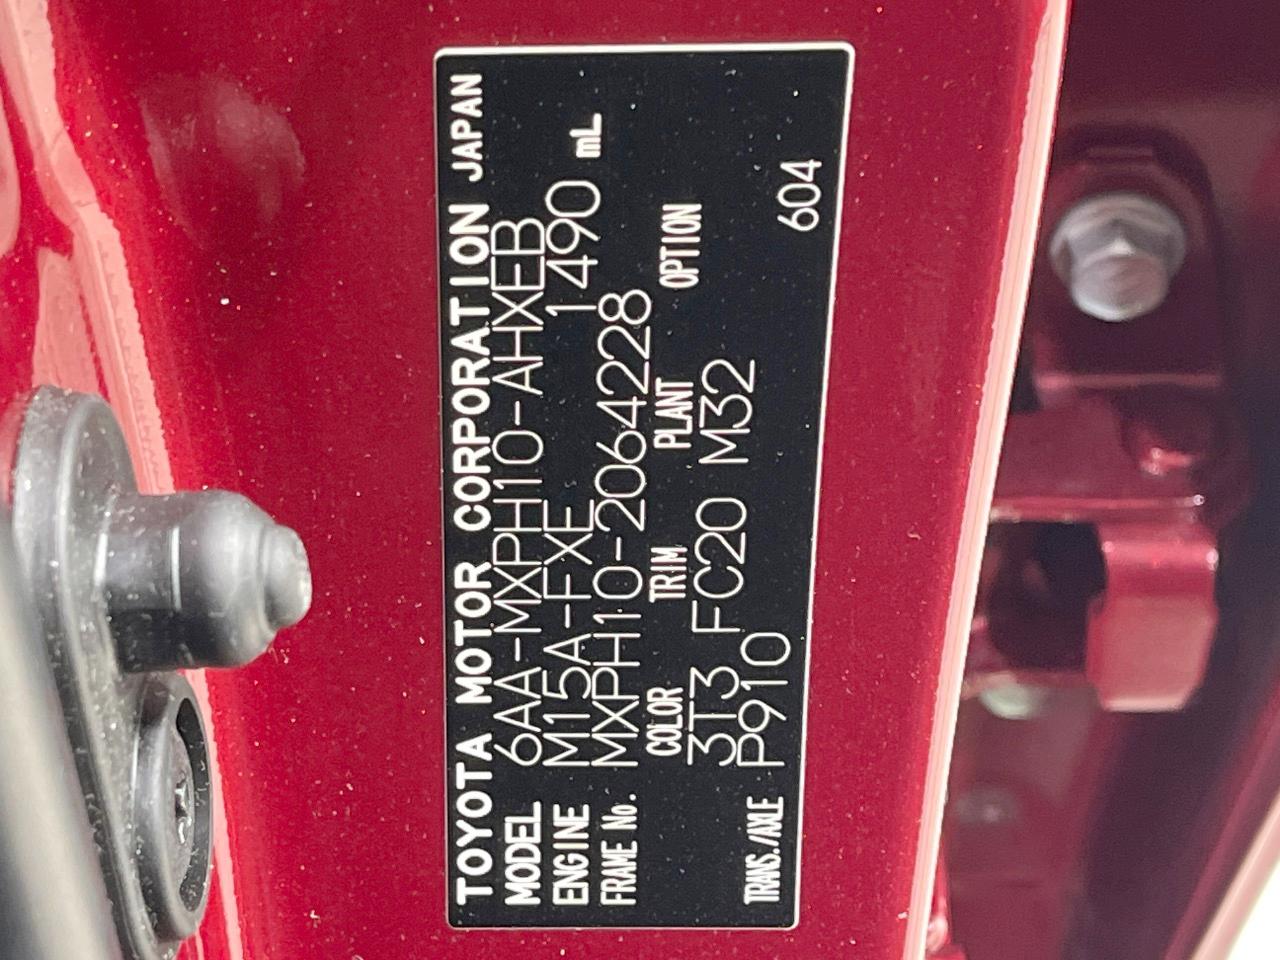 TOYOTA MOTOR CORPORATION JAPAN
MODEL 6AA-MXPH10-AHXEB
ENGINE M15A-FXE 1490 mL
FRAME No. MXPH10-2064228
COLOR TRIM PLANT OPTION
3T3 FC20 M32
TRANS./AXLE P910
604